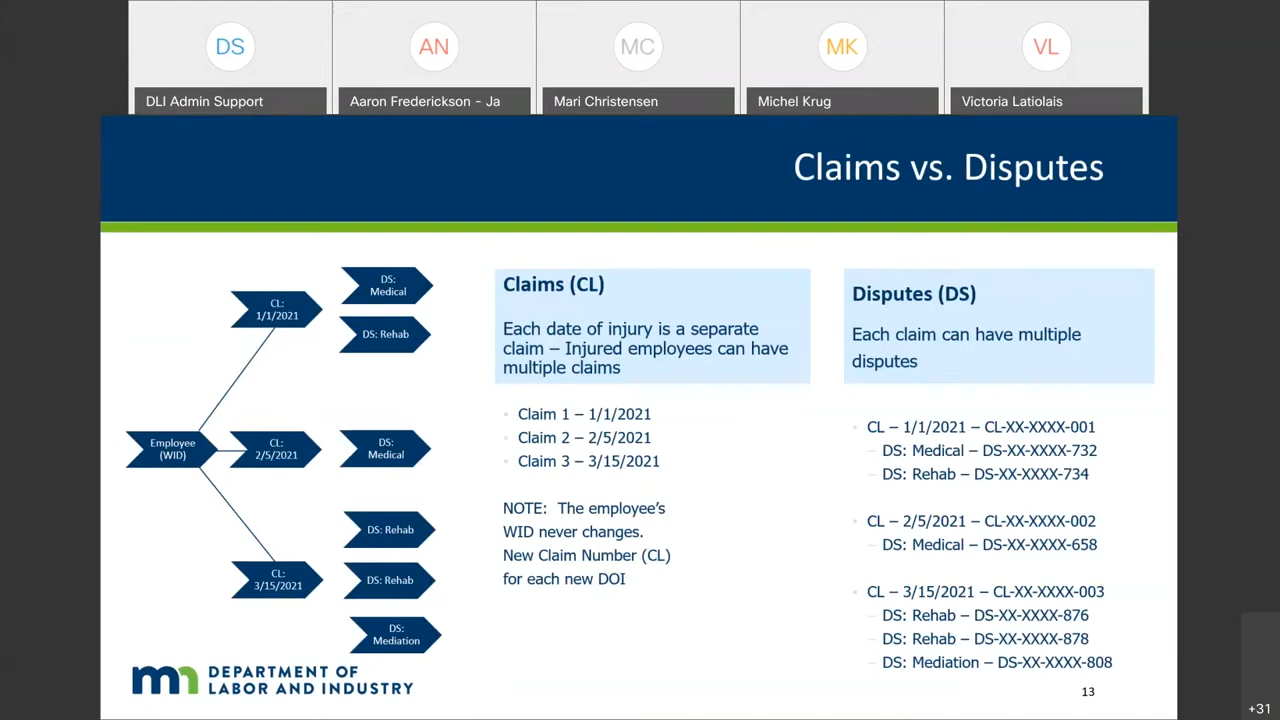 DS
AN
MC
MK
VL
DLI Admin Support
Aaron Frederickson - Ja
Mari Christensen
Michel Krug
Victoria Latiolais
Claims vs. Disputes
Employee
(WID)
CL:
1/1/2021
DS:
Medical
DS: Rehab
CL:
2/5/2021
DS:
Medical
CL:
3/15/2021
DS: Rehab
DS: Rehab
DS:
Mediation
Claims (CL)
Each date of injury is a separate
claim – Injured employees can have
multiple claims
Claim 1 – 1/1/2021
Claim 2 – 2/5/2021
Claim 3 – 3/15/2021
NOTE: The employee's
WID never changes.
New Claim Number (CL)
for each new DOI
Disputes (DS)
Each claim can have multiple
disputes
CL – 1/1/2021 – CL-XX-XXXX-001
DS: Medical – DS-XX-XXXX-732
DS: Rehab – DS-XX-XXXX-734
CL – 2/5/2021 – CL-XX-XXXX-002
DS: Medical – DS-XX-XXXX-658
CL – 3/15/2021 – CL-XX-XXXX-003
DS: Rehab – DS-XX-XXXX-876
DS: Rehab – DS-XX-XXXX-878
DS: Mediation – DS-XX-XXXX-808
mn
DEPARTMENT OF
LABOR AND INDUSTRY
13
+31